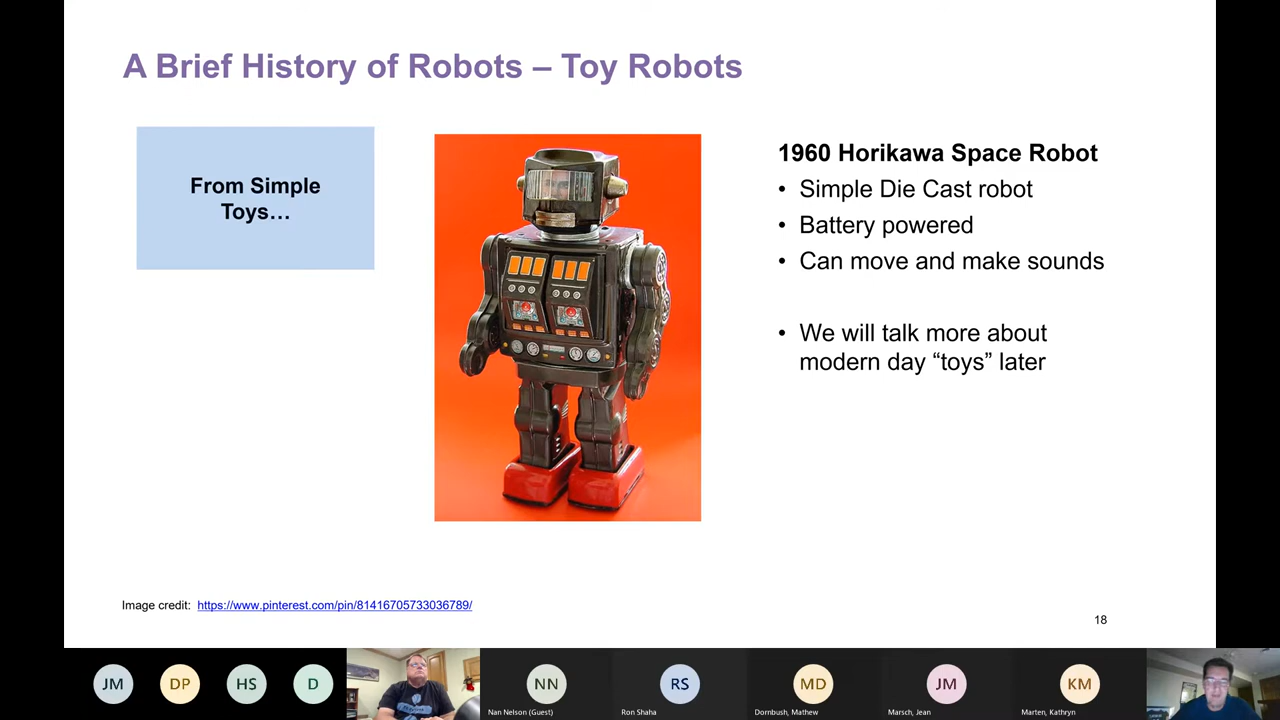 A Brief History of Robots – Toy Robots
From Simple
Toys…
1960 Horikawa Space Robot
• Simple Die Cast robot
• Battery powered
• Can move and make sounds
• We will talk more about
modern day “toys” later
Image credit: https://www.pinterest.com/pin/81416705733036789/
18
JM
DP
HS
D
NN
Nan Nelson (Guest)
RS
Ron Shaha
MD
Dornbush, Mathew
JM
Marsch, Jean
KM
Marten, Kathryn